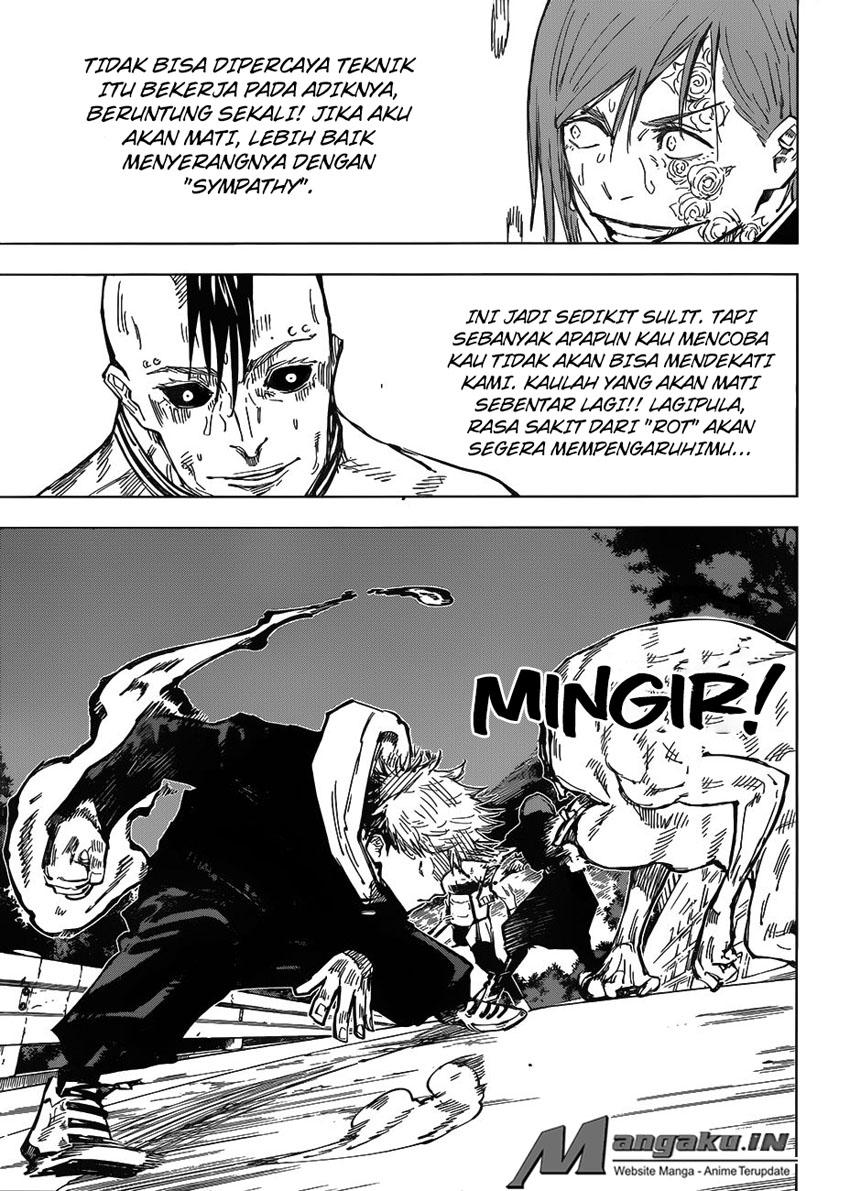 TIDAK BISA DIPERCAYA TEKNIK
ITU BEKERJA PADA ADIKNYA,
BERUNTUNG SEKALI! JIKA AKU
AKAN MATI, LEBIH BAIK
MENYERANGNYA DENGAN
"SYMPATHY".
INI JADI SEDIKIT SULIT. TAPI
SEBANYAK APAPUN KAU MENCOBA
KAU TIDAK AKAN BISA MENDEKATI
KAMI. KAULAH YANG AKAN MATI
SEBENTAR LAGI!! LAGIPULA,
RASA SAKIT DARI "ROT" AKAN
SEGERA MEMPENGARUHIMU...
MINGIR!
Mangaku.IN
Website Manga - Anime Terupdate